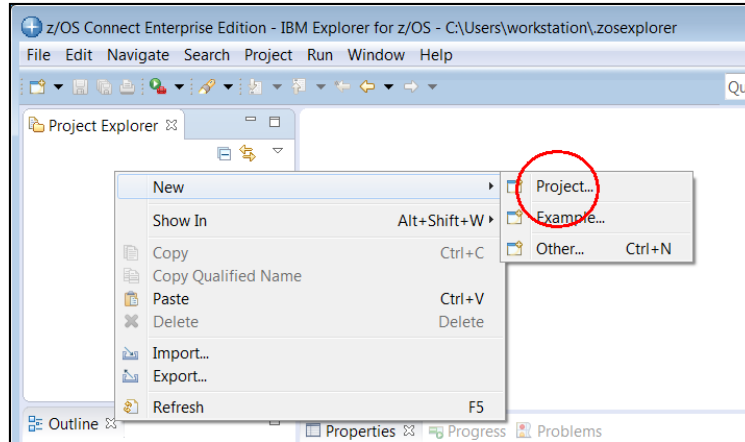 z/OS Connect Enterprise Edition - IBM Explorer for z/OS - C:\Users\workstation\.zosexplorer
File Edit Navigate Search Project Run Window Help
Qu
Project Explorer
New
Project...
Show In Alt+Shift+W
Example...
Copy Ctrl+C
Other... Ctrl+N
Copy Qualified Name
Paste Ctrl+V
Delete Delete
Import...
Export...
Refresh F5
Outline
Properties Progress Problems